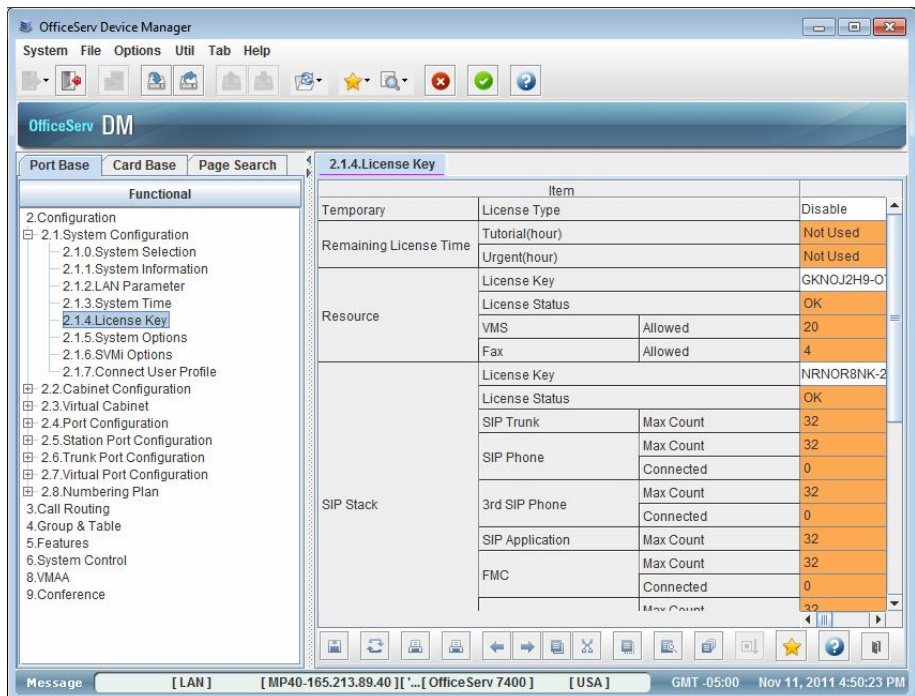 OfficeServ Device Manager
System File Options Util Tab Help
OfficeServ DM
Port Base Card Base Page Search
Functional
2.Configuration
2.1.System Configuration
2.1.0.System Selection
2.1.1.System Information
2.1.2.LAN Parameter
2.1.3.System Time
2.1.4.License Key
2.1.5.System Options
2.1.6.SVMi Options
2.1.7.Connect User Profile
2.2.Cabinet Configuration
2.3.Virtual Cabinet
2.4.Port Configuration
2.5.Station Port Configuration
2.6.Trunk Port Configuration
2.7.Virtual Port Configuration
2.8.Numbering Plan
3.Call Routing
4.Group & Table
5.Features
6.System Control
8.VMAA
9.Conference
2.1.4.License Key
Item
Temporary License Type Disable
Remaining License Time Tutorial(hour) Not Used
Urgent(hour) Not Used
Resource License Key GKNOJ2H9-O
License Status OK
VMS Allowed 20
Fax Allowed 4
SIP Stack License Key NRNOR8NK-2
License Status OK
SIP Trunk Max Count 32
SIP Phone Max Count 32
Connected 0
3rd SIP Phone Max Count 32
Connected 0
SIP Application Max Count 32
FMC Max Count 32
Connected 0
Max Count 32
Message [LAN] [MP40-165.213.89.40 ][ '...[ OfficeServ 7400 ] [USA] GMT -05:00 Nov 11, 2011 4:50:23 PM